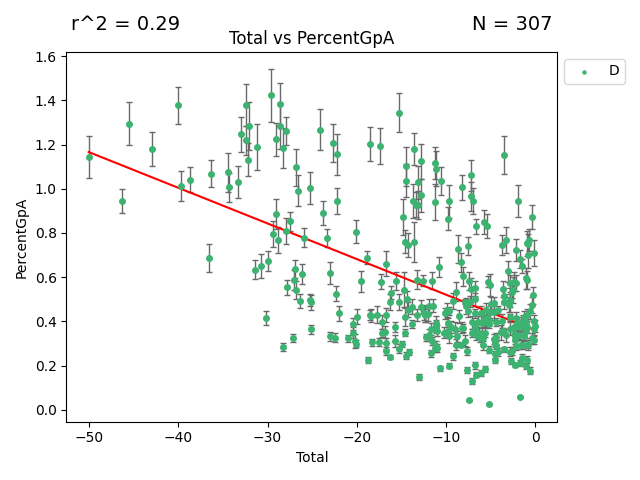 r^2 = 0.29
N = 307
Total vs PercentGpA
D
PercentGpA
1.6
1.4
1.2
1.0
0.8
0.6
0.4
0.2
0.0
−50
−40
−30
−20
−10
0
Total